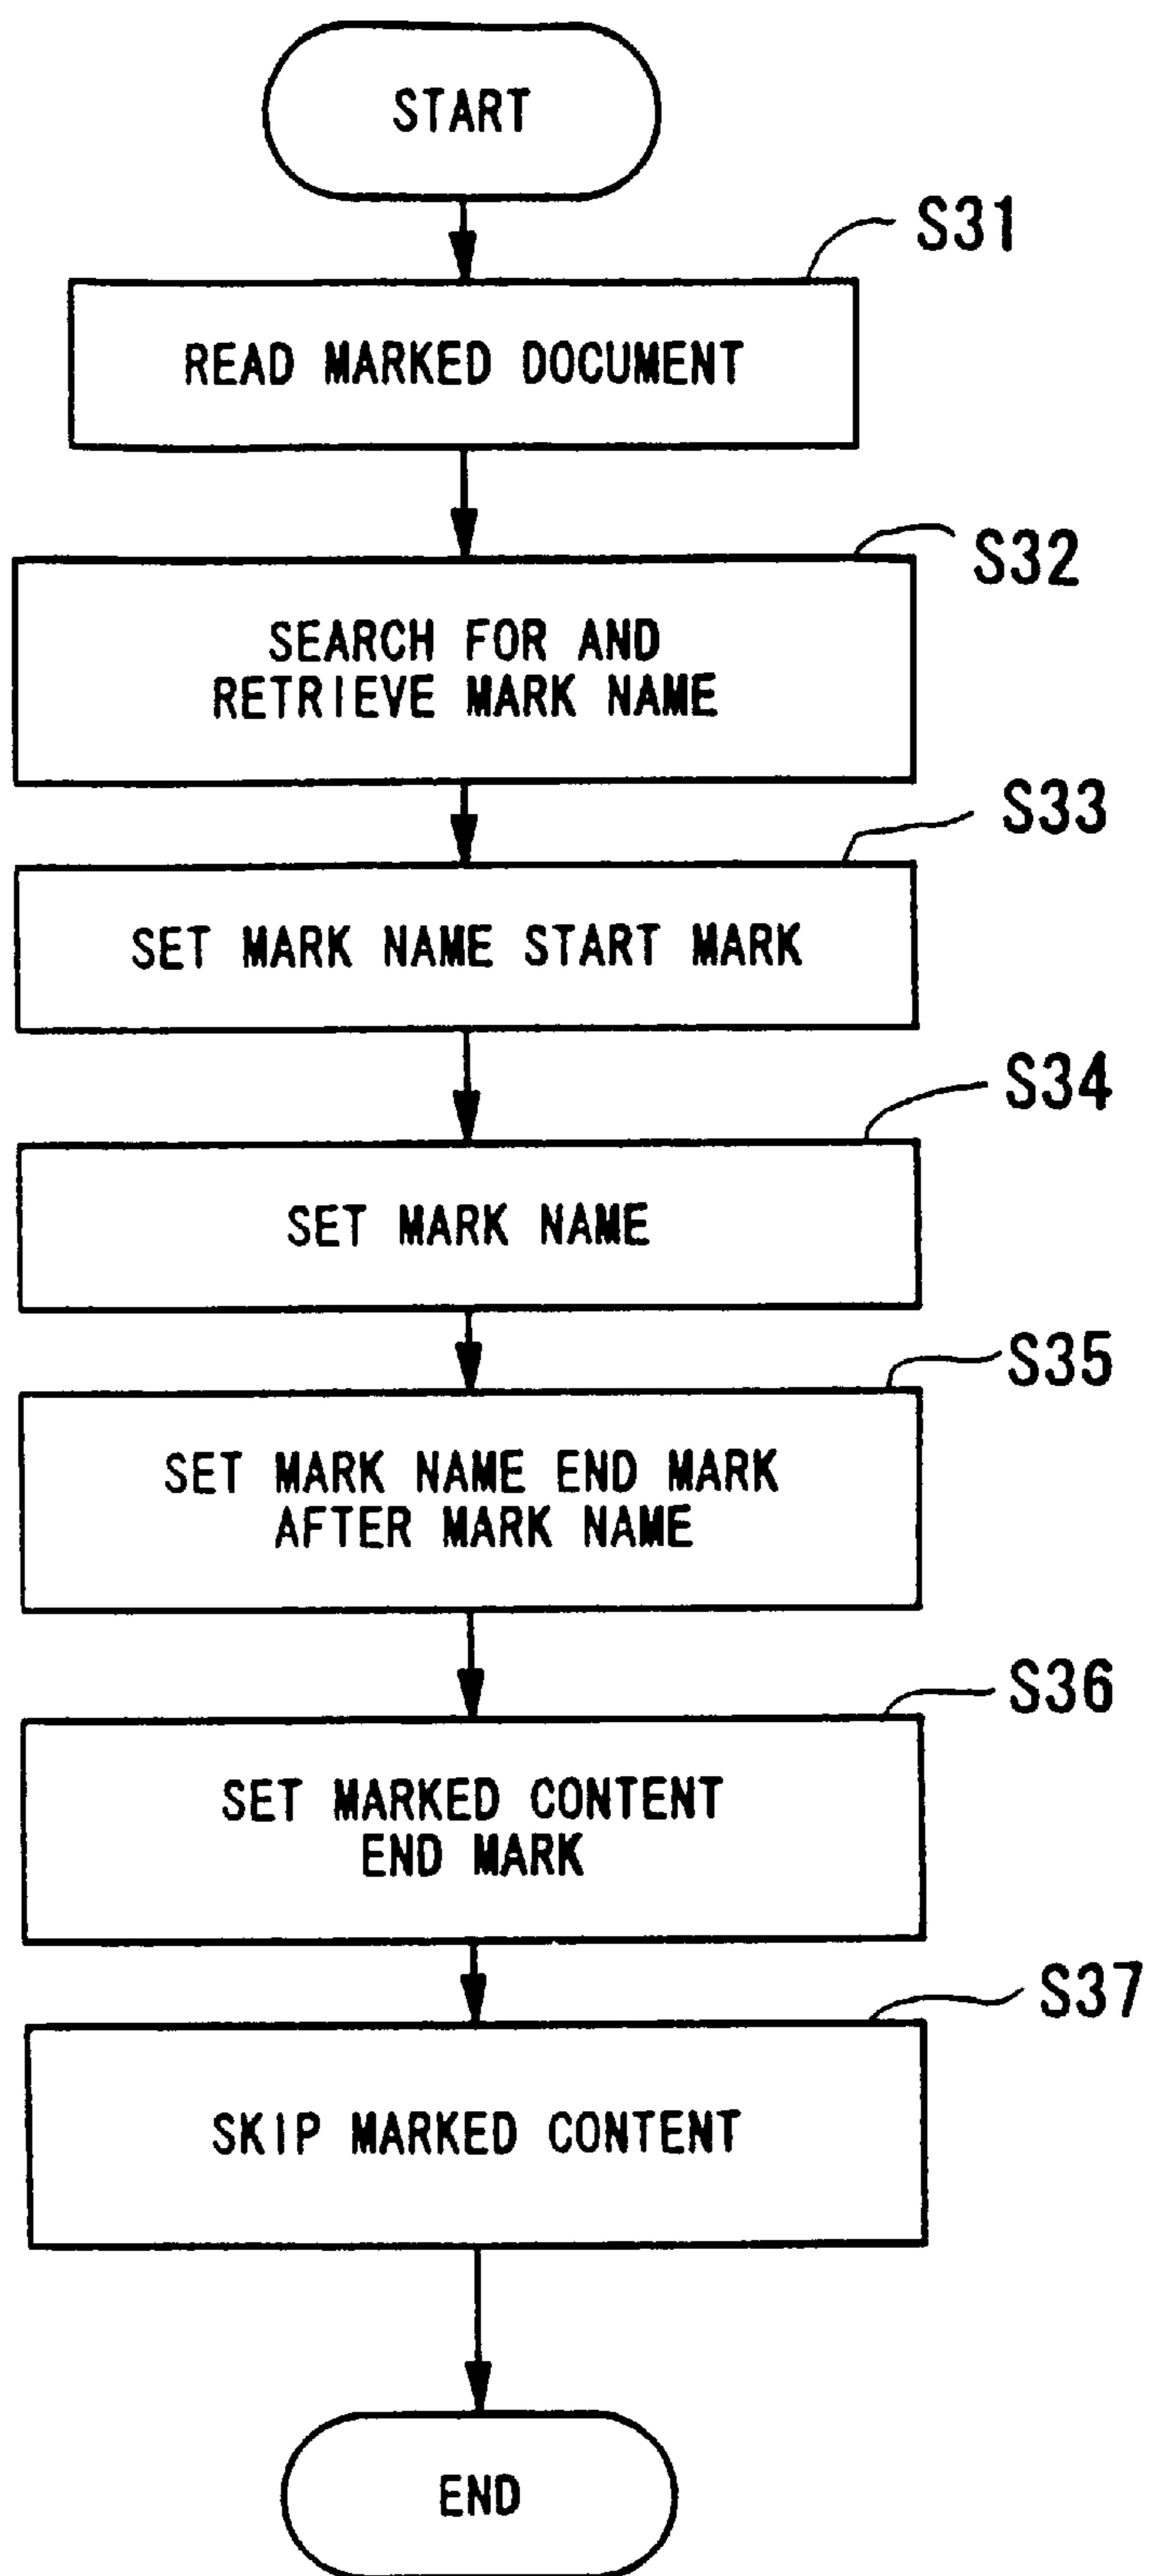 START
S31
READ MARKED DOCUMENT
S32
SEARCH FOR AND
RETRIEVE MARK NAME
S33
SET MARK NAME START MARK
S34
SET MARK NAME
S35
SET MARK NAME END MARK
AFTER MARK NAME
S36
SET MARKED CONTENT
END MARK
S37
SKIP MARKED CONTENT
END